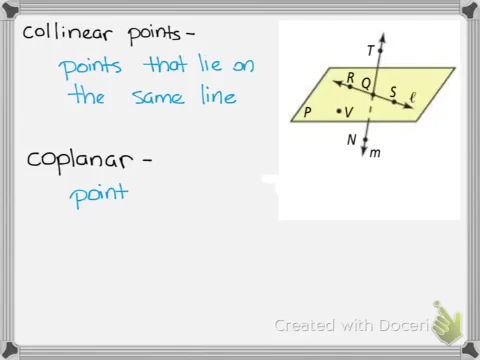 collinear points -
points that lie on
the same line
coplanar -
point
T
R Q S ℓ
P V
N
m
Created with Doceri